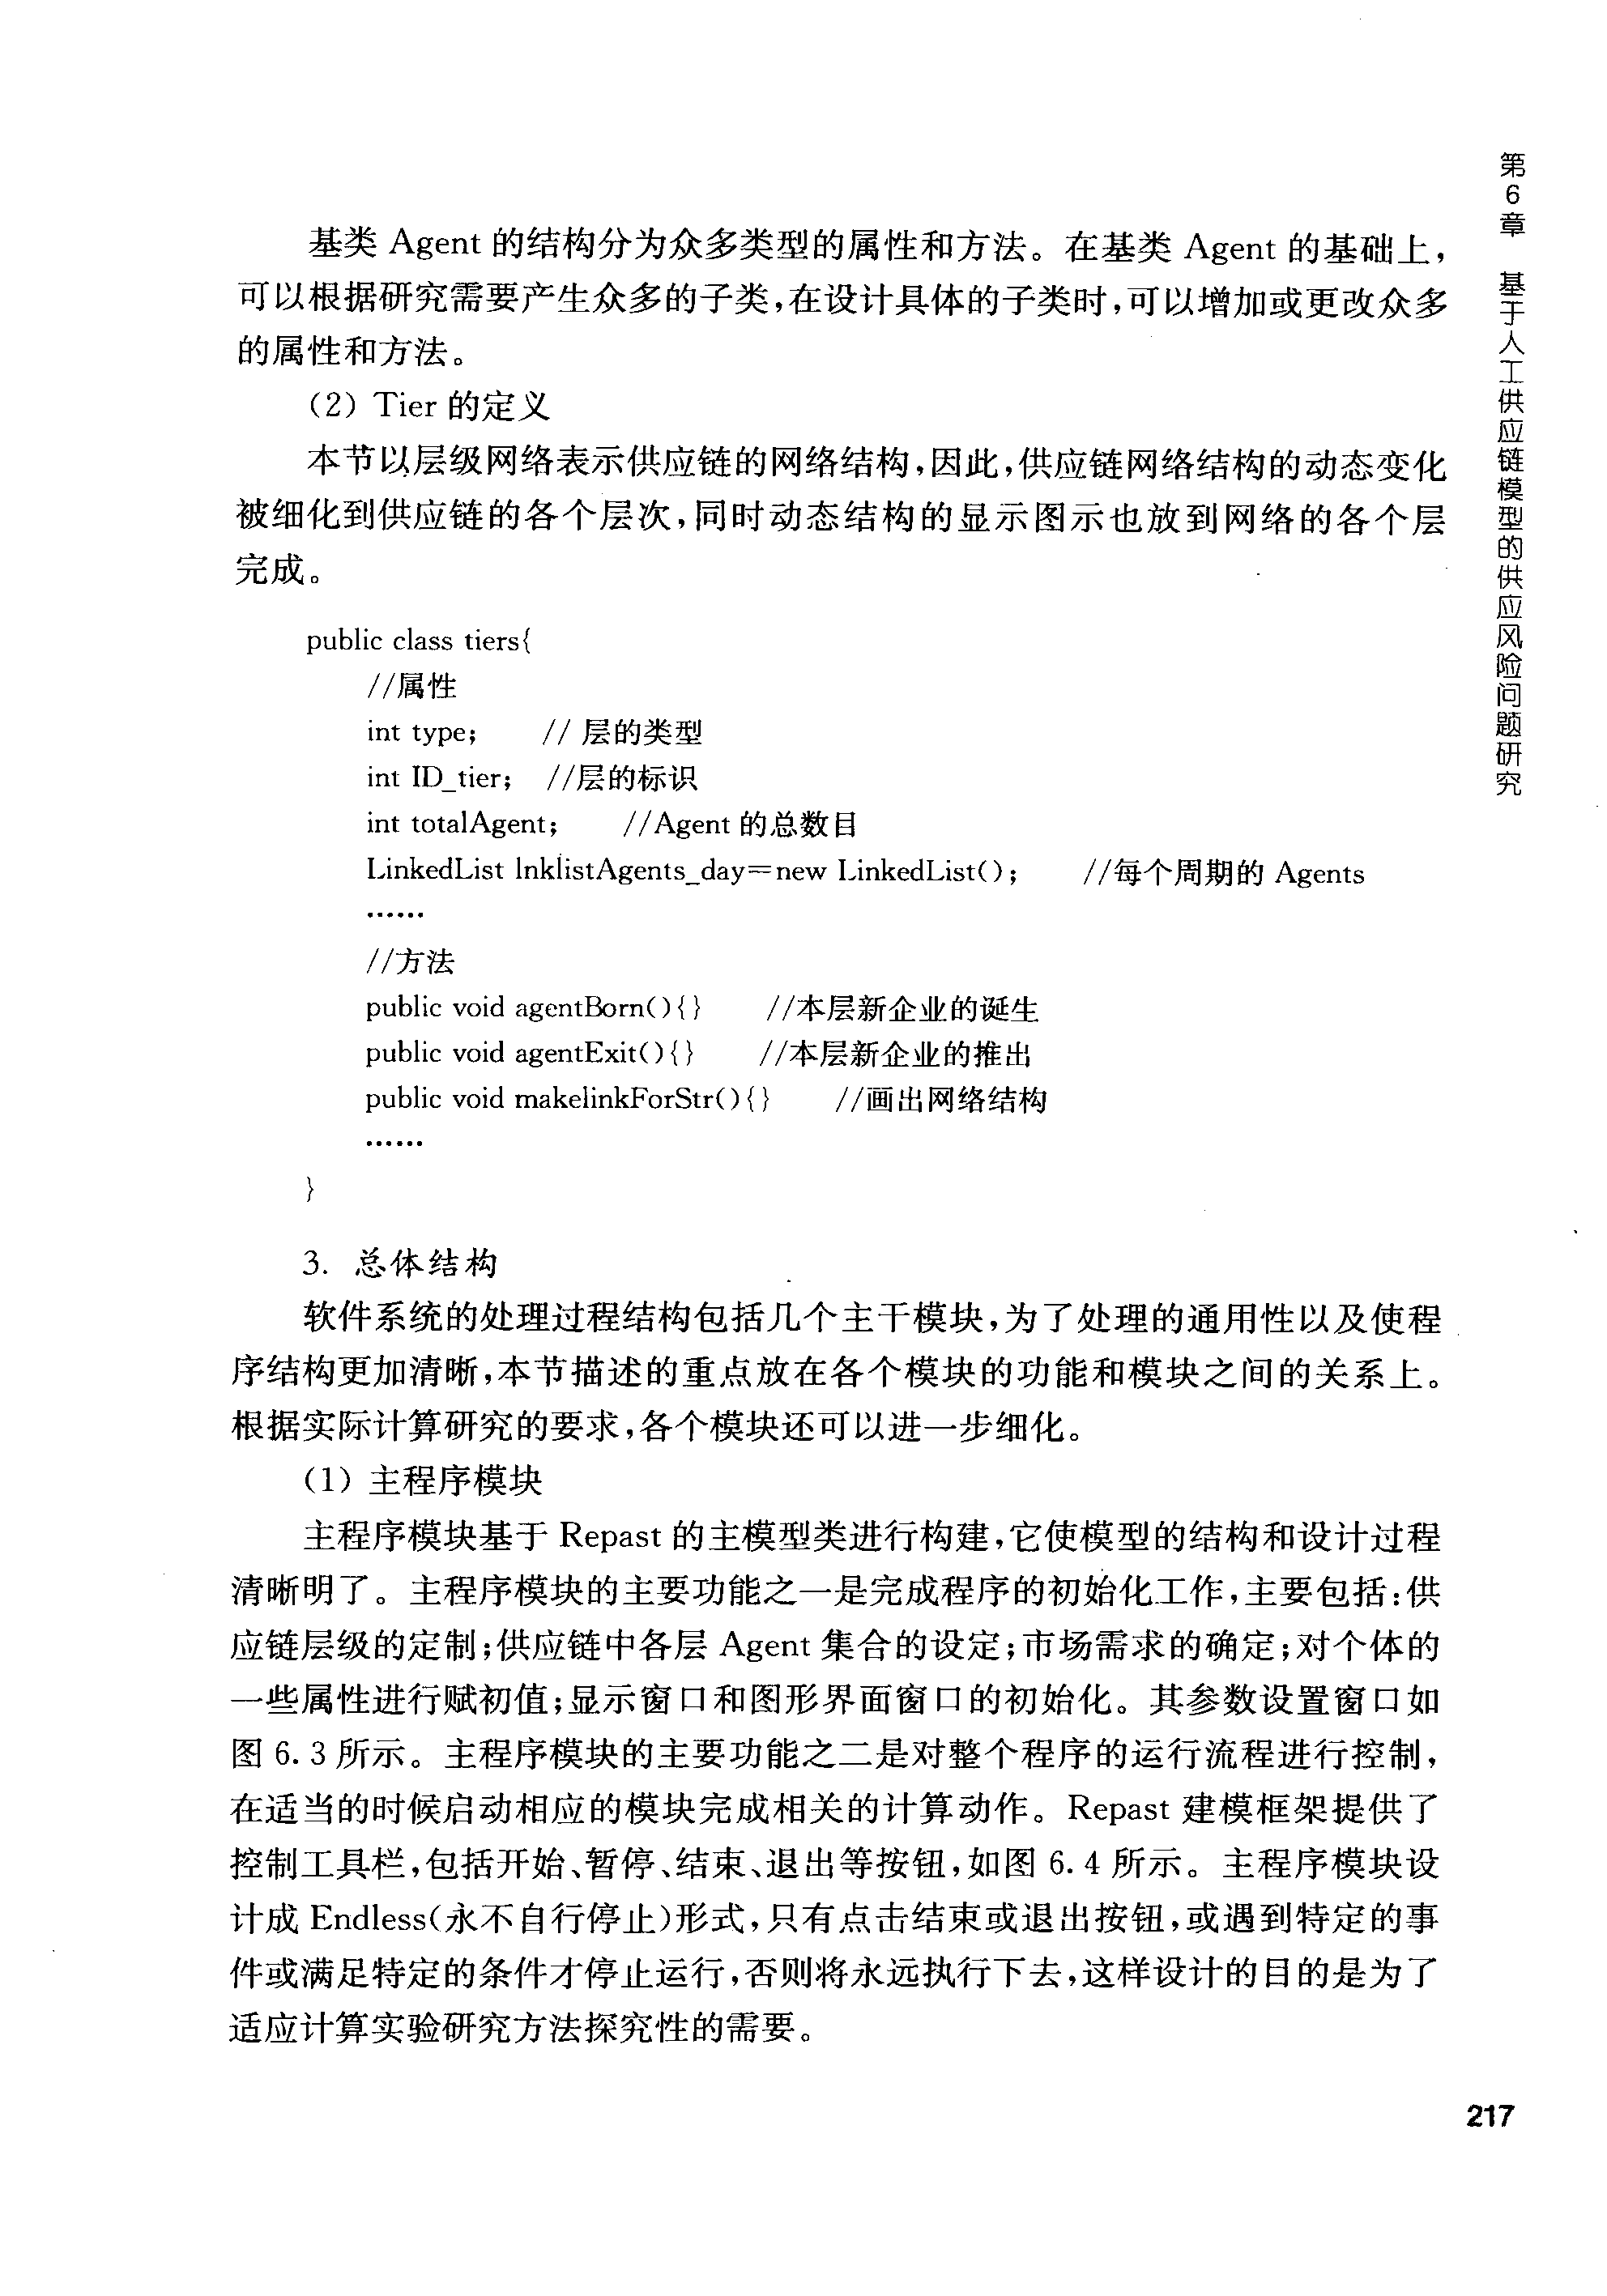 第6章 基于人工供应链模型的供应风险问题研究
基类 Agent 的结构分为众多类型的属性和方法。在基类 Agent 的基础上，
可以根据研究需要产生众多的子类,在设计具体的子类时,可以增加或更改众多
的属性和方法。
（2）Tier 的定义
本节以层级网络表示供应链的网络结构,因此,供应链网络结构的动态变化
被细化到供应链的各个层次,同时动态结构的显示图示也放到网络的各个层
完成。
public class tiers{
//属性
int type; // 层的类型
int ID_tier; //层的标识
int totalAgent; //Agent 的总数目
LinkedList lnklistAgents_day=new LinkedList(); //每个周期的 Agents
……
//方法
public void agentBorn(){} //本层新企业的诞生
public void agentExit(){} //本层新企业的推出
public void makelinkForStr(){} //画出网络结构
……
}
3. 总体结构
软件系统的处理过程结构包括几个主干模块,为了处理的通用性以及使程
序结构更加清晰,本节描述的重点放在各个模块的功能和模块之间的关系上。
根据实际计算研究的要求,各个模块还可以进一步细化。
（1）主程序模块
主程序模块基于 Repast 的主模型类进行构建,它使模型的结构和设计过程
清晰明了。主程序模块的主要功能之一是完成程序的初始化工作,主要包括:供
应链层级的定制;供应链中各层 Agent 集合的设定;市场需求的确定;对个体的
一些属性进行赋初值;显示窗口和图形界面窗口的初始化。其参数设置窗口如
图 6.3 所示。主程序模块的主要功能之二是对整个程序的运行流程进行控制，
在适当的时候启动相应的模块完成相关的计算动作。Repast 建模框架提供了
控制工具栏,包括开始、暂停、结束、退出等按钮,如图 6.4 所示。主程序模块设
计成 Endless(永不自行停止)形式,只有点击结束或退出按钮,或遇到特定的事
件或满足特定的条件才停止运行,否则将永远执行下去,这样设计的目的是为了
适应计算实验研究方法探究性的需要。
217